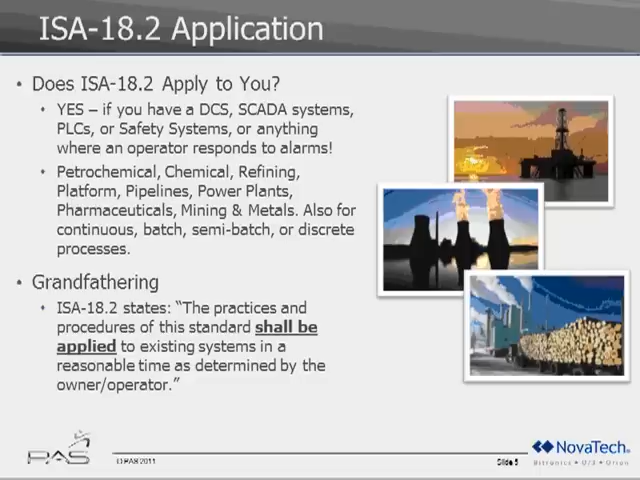 ISA-18.2 Application
• Does ISA-18.2 Apply to You?
YES – if you have a DCS, SCADA systems,
PLCs, or Safety Systems, or anything
where an operator responds to alarms!
Petrochemical, Chemical, Refining,
Platform, Pipelines, Power Plants,
Pharmaceuticals, Mining & Metals. Also for
continuous, batch, semi-batch, or discrete
processes.
• Grandfathering
ISA-18.2 states: “The practices and
procedures of this standard shall be
applied to existing systems in a
reasonable time as determined by the
owner/operator.”
PAS
© PAS 2011
Slide 5
NovaTech®
Bitronics • D/3 • Orion